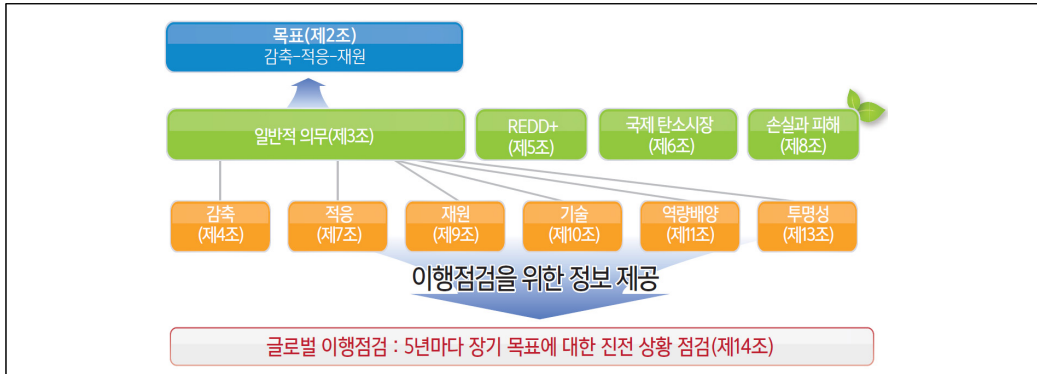 목표(제2조)
감축-적응-재원
일반적 의무(제3조)
REDD+
(제5조)
국제 탄소시장
(제6조)
손실과 피해
(제8조)
감축
(제4조)
적응
(제7조)
재원
(제9조)
기술
(제10조)
역량배양
(제11조)
투명성
(제13조)
이행점검을 위한 정보 제공
글로벌 이행점검 : 5년마다 장기 목표에 대한 진전 상황 점검(제14조)